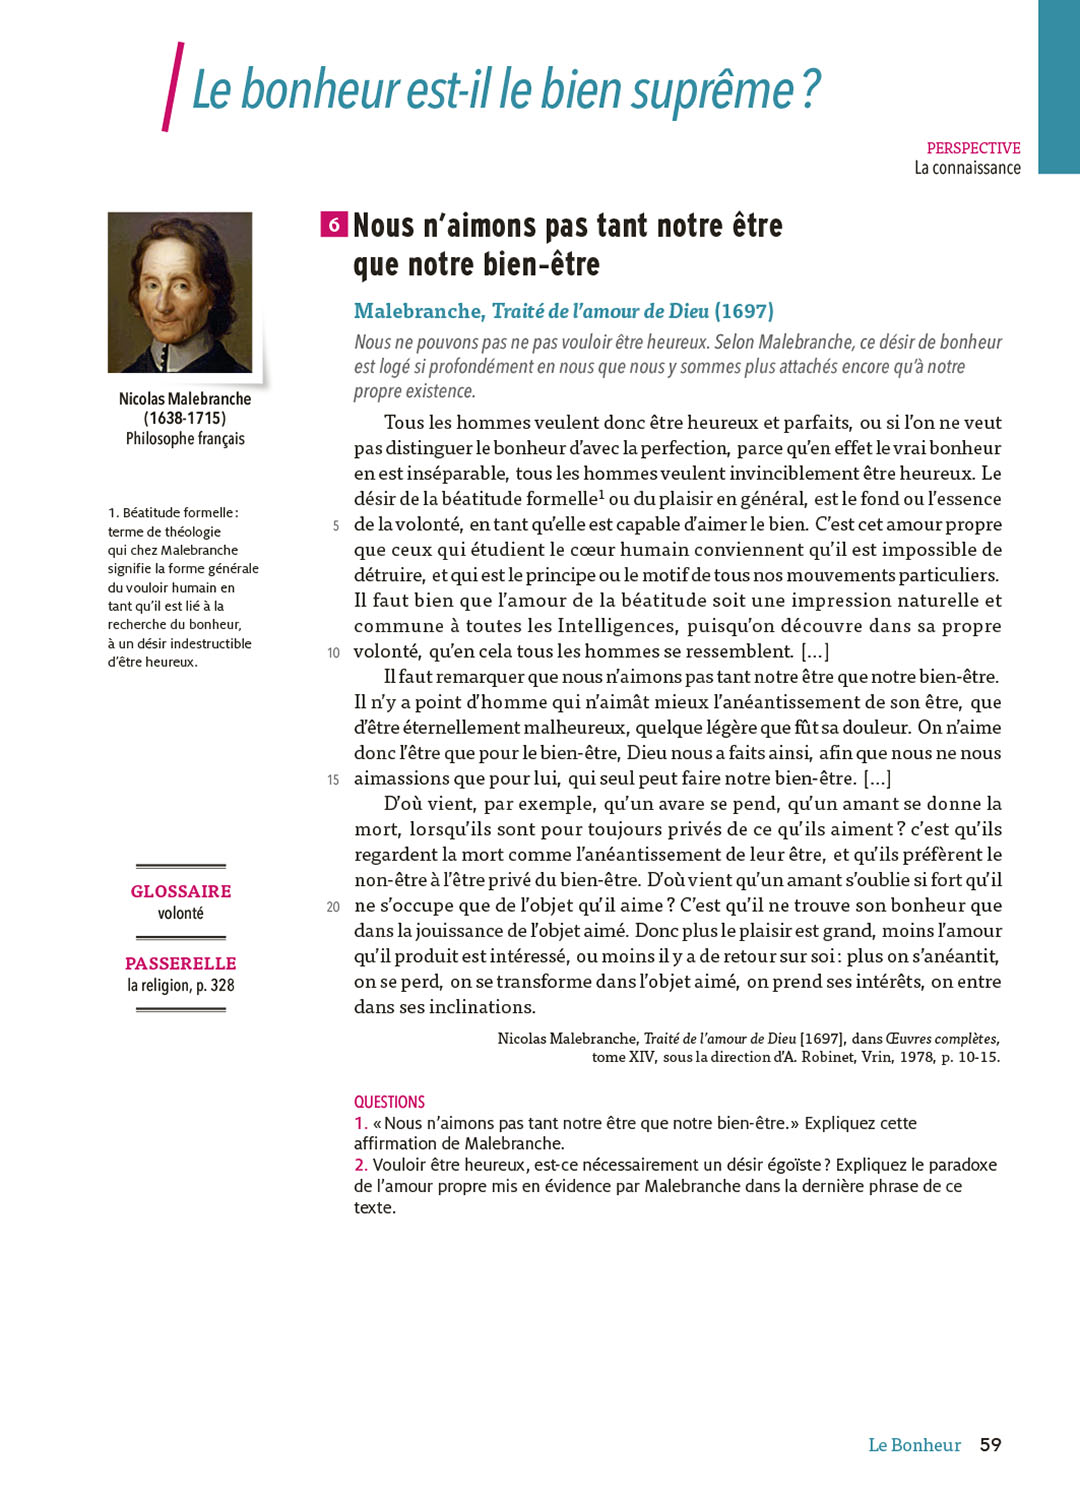 Le bonheur est-il le bien suprême ?
PERSPECTIVE
La connaissance
6 Nous n'aimons pas tant notre être
que notre bien-être
Malebranche, Traité de l'amour de Dieu (1697)
Nous ne pouvons pas ne pas vouloir être heureux. Selon Malebranche, ce désir de bonheur
est logé si profondément en nous que nous y sommes plus attachés encore qu'à notre
propre existence.
Nicolas Malebranche
(1638-1715)
Philosophe français
1. Béatitude formelle :
terme de théologie
qui chez Malebranche
signifie la forme générale
du vouloir humain en
tant qu'il est lié à la
recherche du bonheur,
à un désir indestructible
d'être heureux.
Tous les hommes veulent donc être heureux et parfaits, ou si l'on ne veut
pas distinguer le bonheur d'avec la perfection, parce qu'en effet le vrai bonheur
en est inséparable, tous les hommes veulent invinciblement être heureux. Le
désir de la béatitude formelle¹ ou du plaisir en général, est le fond ou l'essence
5 de la volonté, en tant qu'elle est capable d'aimer le bien. C'est cet amour propre
que ceux qui étudient le cœur humain conviennent qu'il est impossible de
détruire, et qui est le principe ou le motif de tous nos mouvements particuliers.
Il faut bien que l'amour de la béatitude soit une impression naturelle et
commune à toutes les Intelligences, puisqu'on découvre dans sa propre
10 volonté, qu'en cela tous les hommes se ressemblent. [...]
Il faut remarquer que nous n'aimons pas tant notre être que notre bien-être.
Il n'y a point d'homme qui n'aimât mieux l'anéantissement de son être, que
d'être éternellement malheureux, quelque légère que fût sa douleur. On n'aime
donc l'être que pour le bien-être, Dieu nous a faits ainsi, afin que nous ne nous
15 aimassions que pour lui, qui seul peut faire notre bien-être. [...]
D'où vient, par exemple, qu'un avare se pend, qu'un amant se donne la
mort, lorsqu'ils sont pour toujours privés de ce qu'ils aiment ? c'est qu'ils
regardent la mort comme l'anéantissement de leur être, et qu'ils préfèrent le
non-être à l'être privé du bien-être. D'où vient qu'un amant s'oublie si fort qu'il
20 ne s'occupe que de l'objet qu'il aime ? C'est qu'il ne trouve son bonheur que
dans la jouissance de l'objet aimé. Donc plus le plaisir est grand, moins l'amour
qu'il produit est intéressé, ou moins il y a de retour sur soi : plus on s'anéantit,
on se perd, on se transforme dans l'objet aimé, on prend ses intérêts, on entre
dans ses inclinations.
GLOSSAIRE
volonté
PASSERELLE
la religion, p. 328
Nicolas Malebranche, Traité de l'amour de Dieu [1697], dans Œuvres complètes,
tome XIV, sous la direction d'A. Robinet, Vrin, 1978, p. 10-15.
QUESTIONS
1. « Nous n'aimons pas tant notre être que notre bien-être. » Expliquez cette
affirmation de Malebranche.
2. Vouloir être heureux, est-ce nécessairement un désir égoïste ? Expliquez le paradoxe
de l'amour propre mis en évidence par Malebranche dans la dernière phrase de ce
texte.
Le Bonheur 59